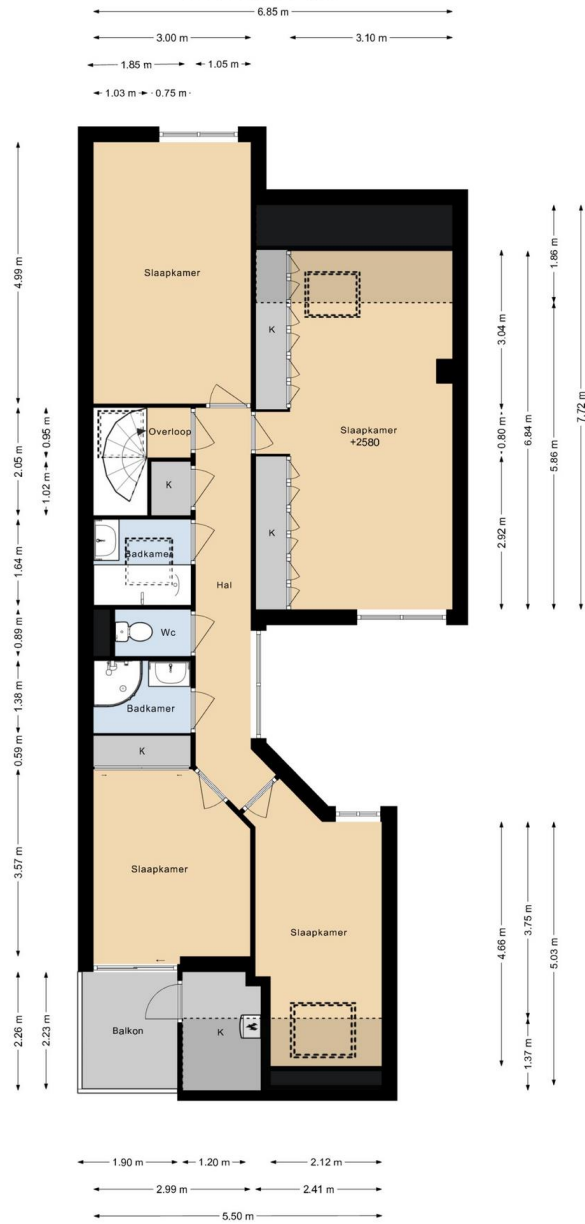 6.85 m
3.00 m
3.10 m
1.85 m
1.05 m
1.03 m
0.75 m
4.99 m
2.05 m
0.95 m
1.02 m
1.64 m
0.89 m
1.38 m
0.59 m
3.57 m
2.26 m
2.23 m
Slaapkamer
K
Slaapkamer
+2580
Overloop
K
K
Badkamer
Hal
Wc
Badkamer
K
Slaapkamer
Slaapkamer
Balkon
K
3.04 m
0.80 m
2.92 m
6.84 m
1.86 m
5.86 m
7.72 m
4.66 m
3.75 m
1.37 m
5.03 m
1.90 m
1.20 m
2.12 m
2.99 m
2.41 m
5.50 m